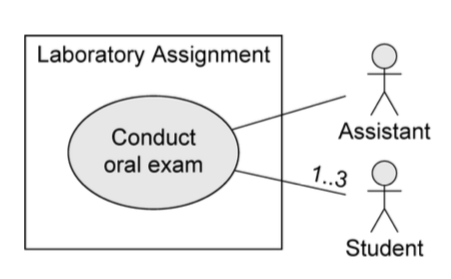 Laboratory Assignment
Conduct
oral exam
Assistant
1..3
Student